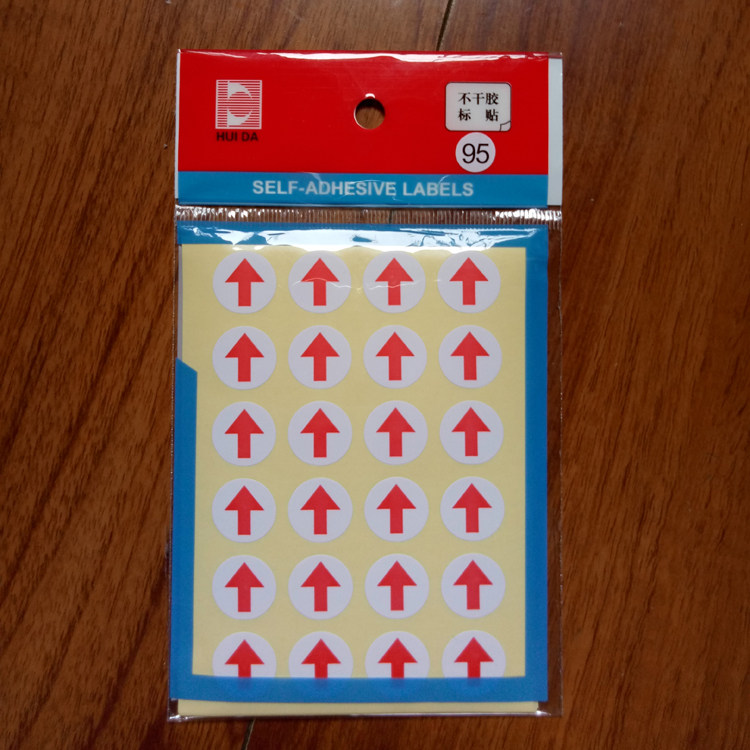 HUI DA
不干胶
标 贴
95
SELF-ADHESIVE LABELS